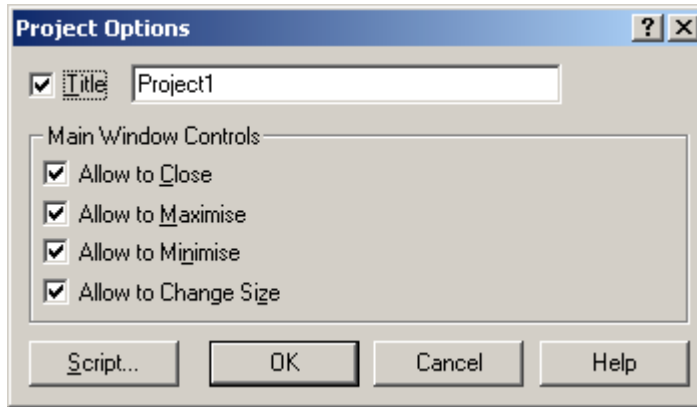 Project Options
Title Project1
Main Window Controls
Allow to Close
Allow to Maximise
Allow to Minimise
Allow to Change Size
Script... OK Cancel Help